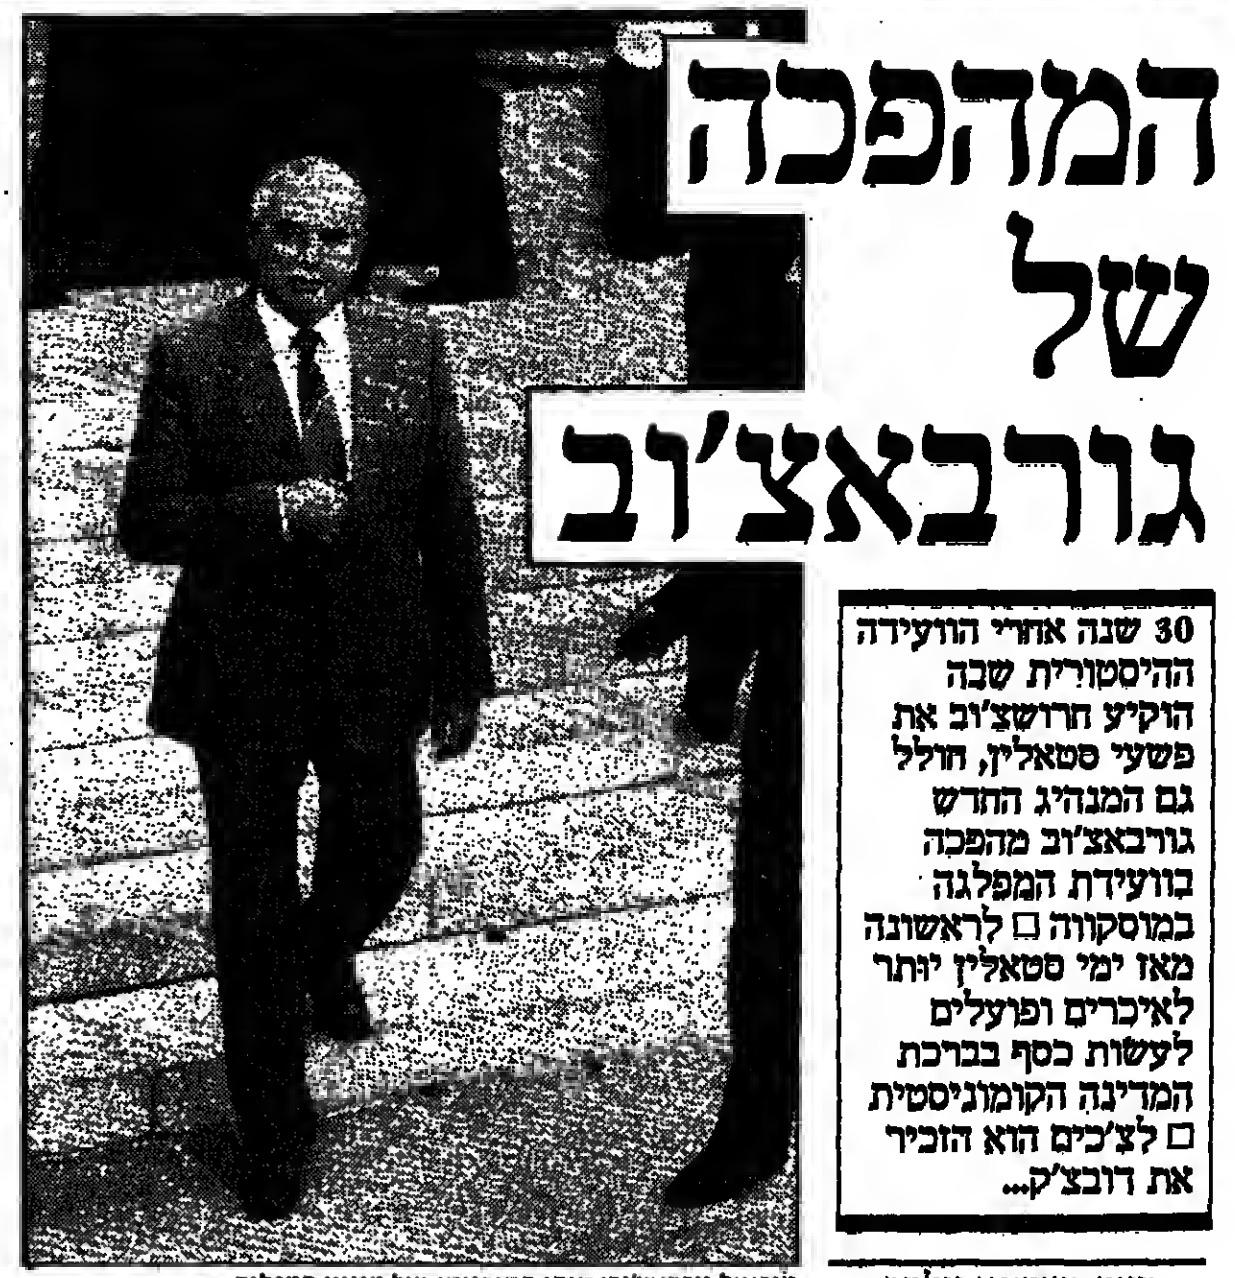 המהפכה
של
גורבאצ'וב
30 שנה אחרי הוועידה
ההיסטורית שבה
הוקיע חרושצ'וב את
פשעי סטאלין, חולל
גם המנהיג החדש
גורבאצ'וב מהפכה
בוועידת המפלגה
במוסקווה □ לראשונה
מאז ימי סטאלין יותר
לאיכרים ופועלים
לעשות כסף בברכת
המדינה הקומוניסטית
□ לצ'כים הוא הזכיר
את דובצ'ק...